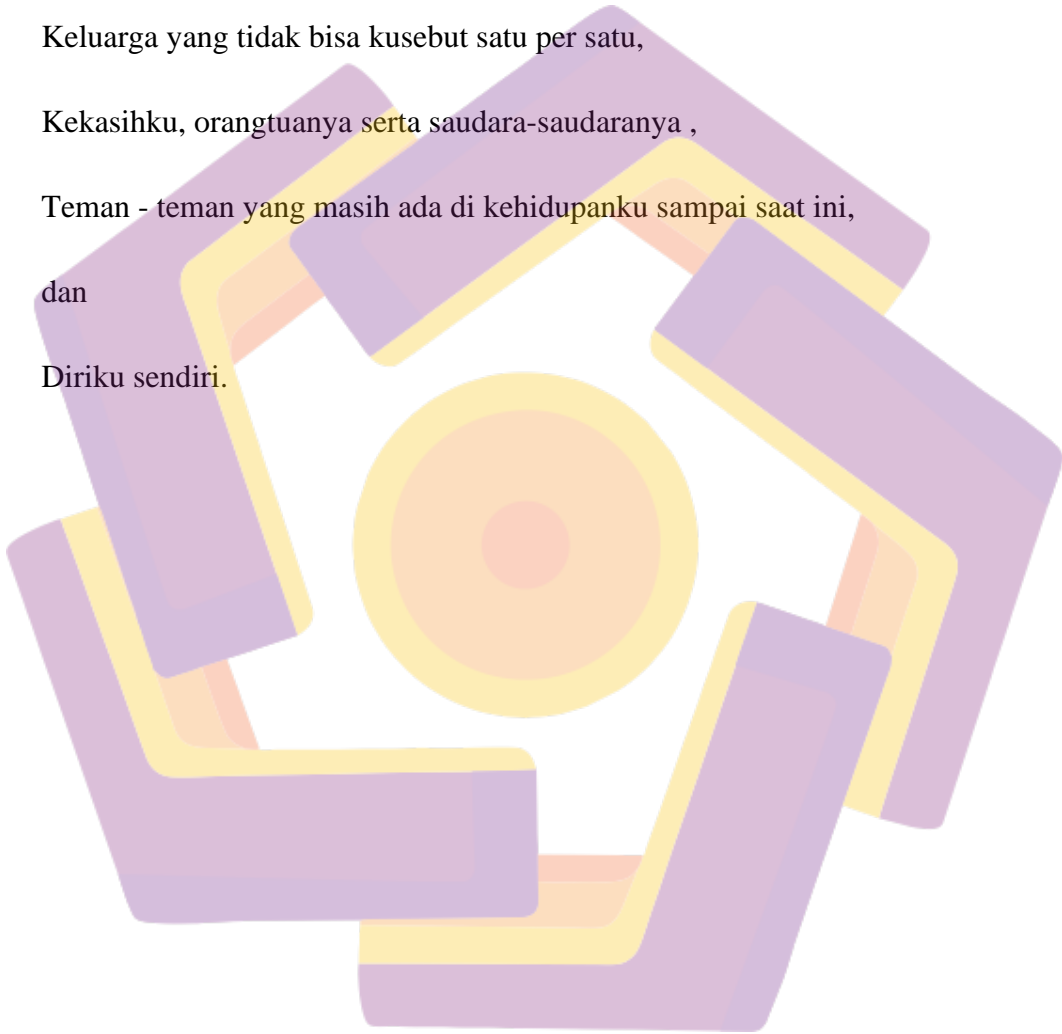 Keluarga yang tidak bisa kusebut satu per satu,
Kekasihku, orangtuanya serta saudara-saudaranya ,
Teman - teman yang masih ada di kehidupanku sampai saat ini,
dan
Diriku sendiri.